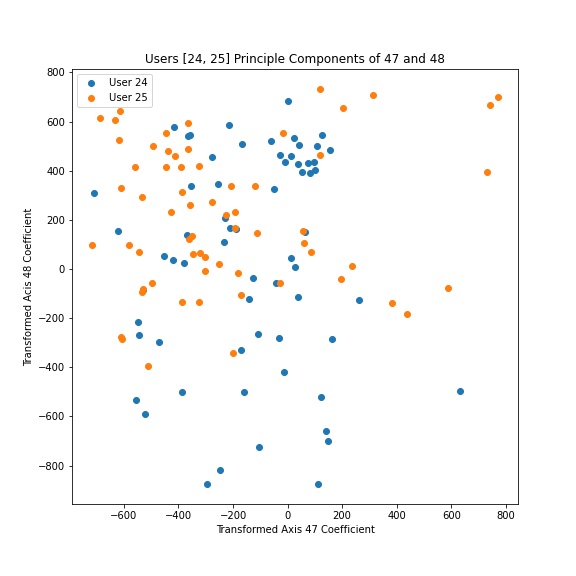 Users [24, 25] Principle Components of 47 and 48
User 24
User 25
Transformed Acis 48 Coefficient
800
600
400
200
0
−200
−400
−600
−800
−600 −400 −200 0 200 400 600 800
Transformed Axis 47 Coefficient